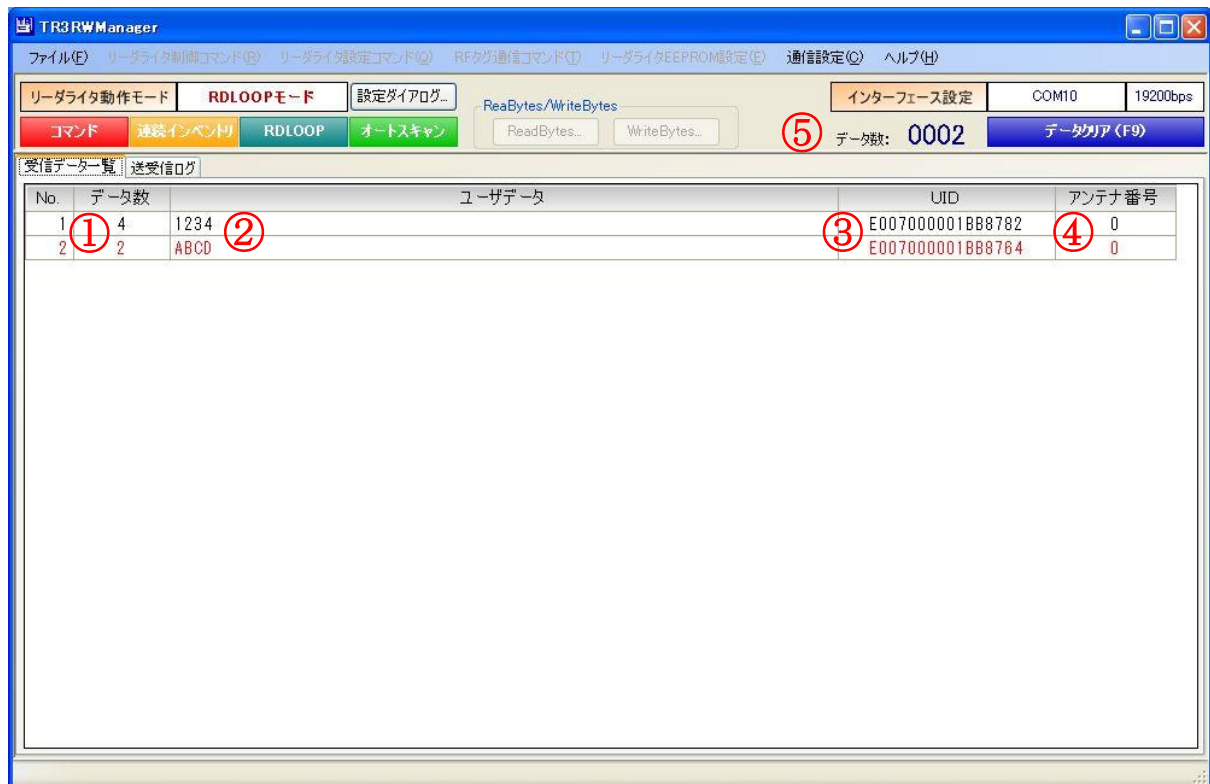 TR3RWManager
ファイル(F) リーダライタ制御コマンド(R) リーダライタ設定コマンド(Q) RFタグ通信コマンド(T) リーダライタEEPROM設定(E) 通信設定(C) ヘルプ(H)
リーダライタ動作モード RDLOOPモード 設定ダイアログ... ReaBytes/WriteBytes インターフェース設定 COM10 19200bps
コマンド 連続インベントリ RDLOOP オートスキャン ReadBytes... WriteBytes... ⑤ データ数: 0002 データクリア (F9)
受信データ一覧 送受信ログ
No. データ数 ユーザデータ UID アンテナ番号
1 ① 4 1234 ② ③ E007000001BB8782 ④ 0
2 2 ABCD E007000001BB8764 0